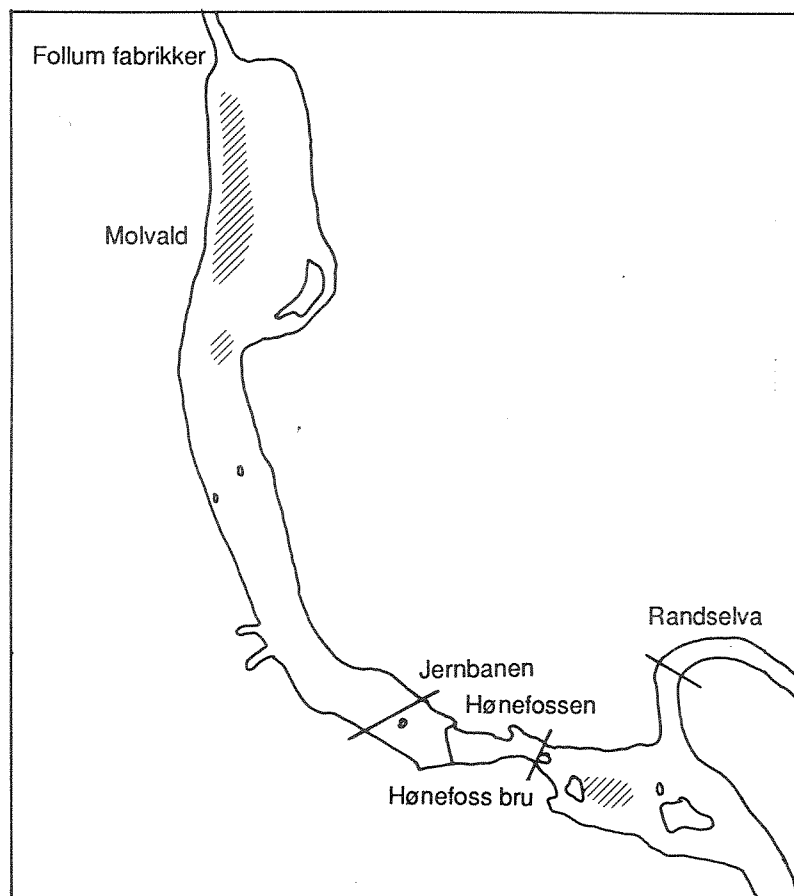 Follum fabrikker
Molvald
Randselva
Jernbanen
Hønefossen
Hønefoss bru